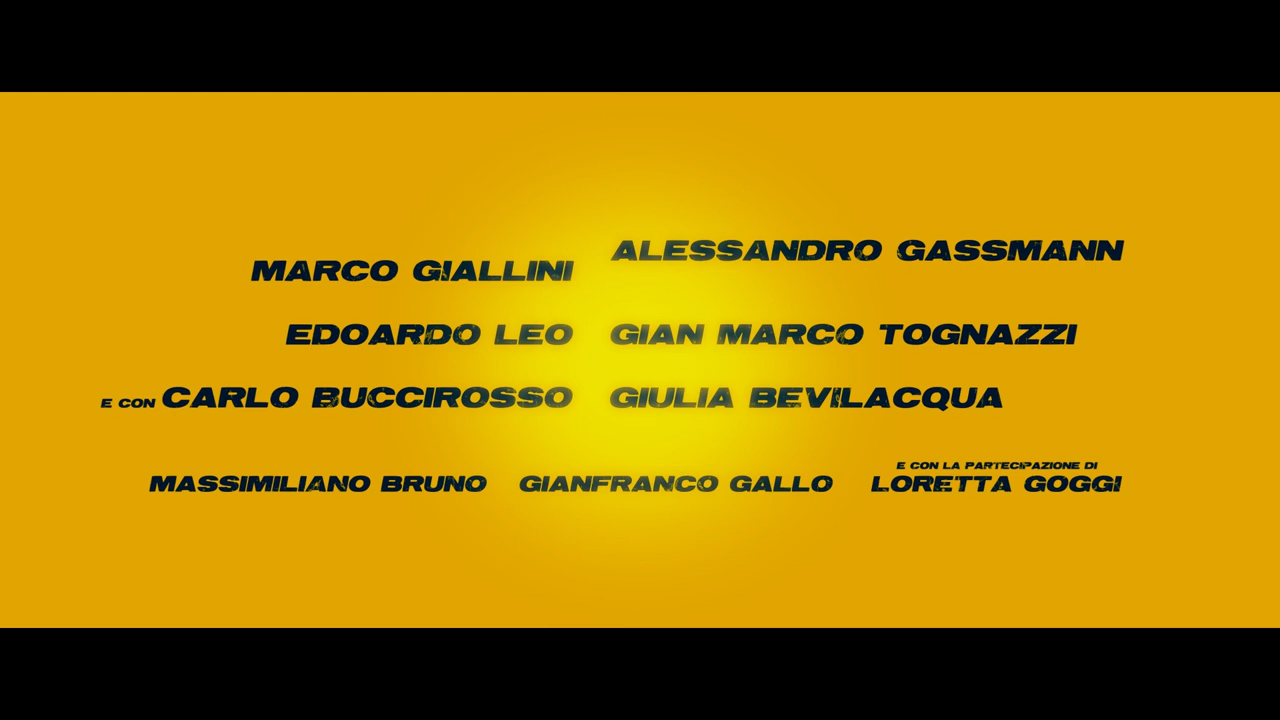 MARCO GIALLINI
ALESSANDRO GASSMANN
EDOARDO LEO
GIAN MARCO TOGNAZZI
E CON CARLO BUCCIROSSO
GIULIA BEVILACQUA
MASSIMILIANO BRUNO
GIANFRANCO GALLO
E CON LA PARTECIPAZIONE DI
LORETTA GOGGI